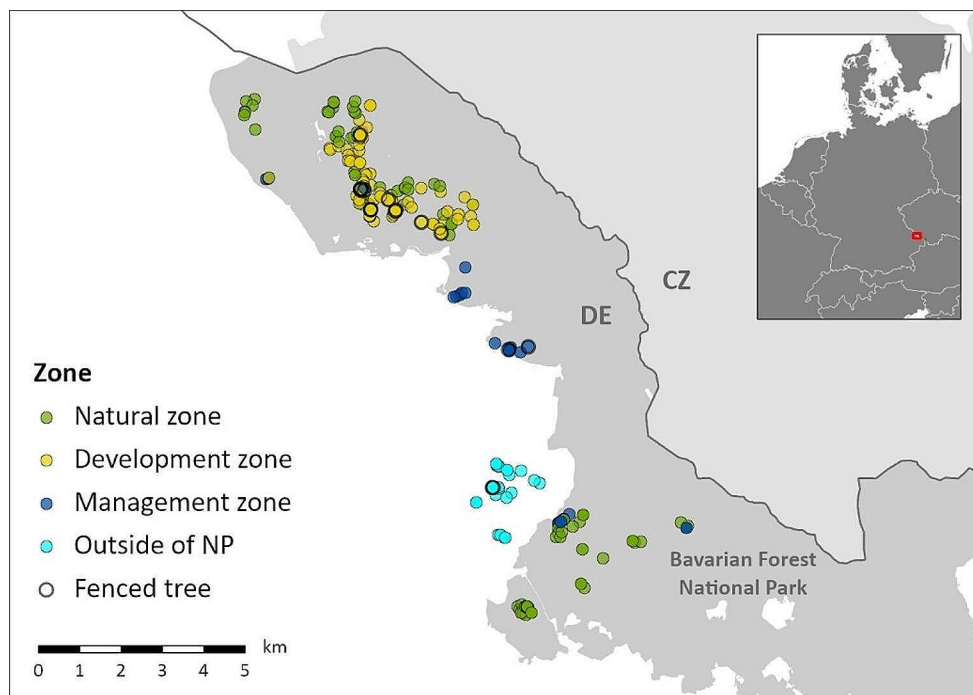 CZ
DE
Zone
Natural zone
Development zone
Management zone
Outside of NP
Fenced tree
Bavarian Forest
National Park
km
0 1 2 3 4 5